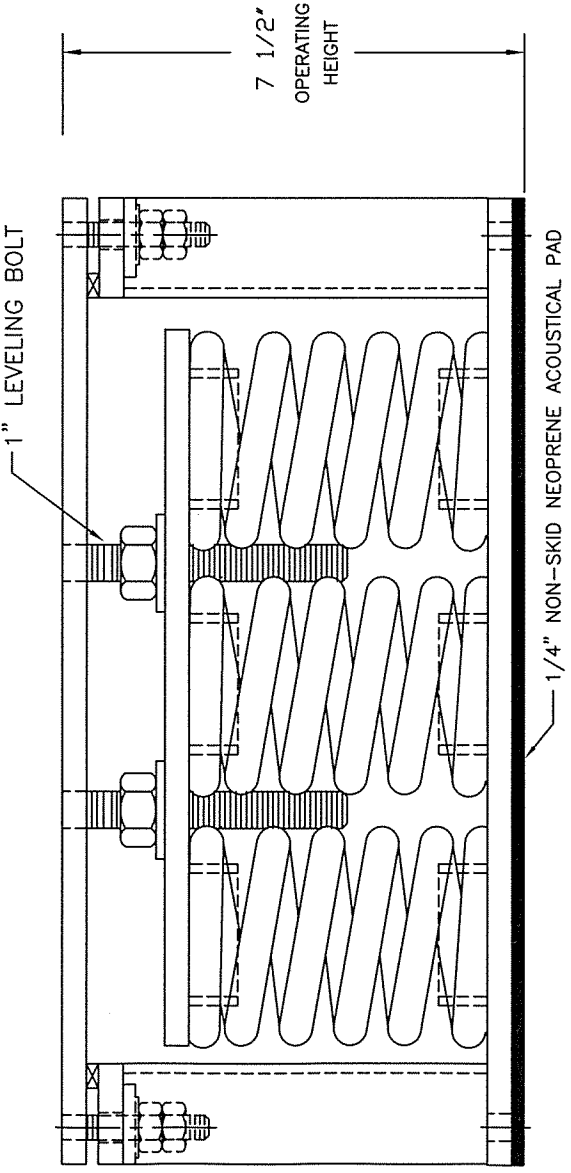 1" LEVELING BOLT
7 1/2"
OPERATING
HEIGHT
1/4" NON-SKID NEOPRENE ACOUSTICAL PAD